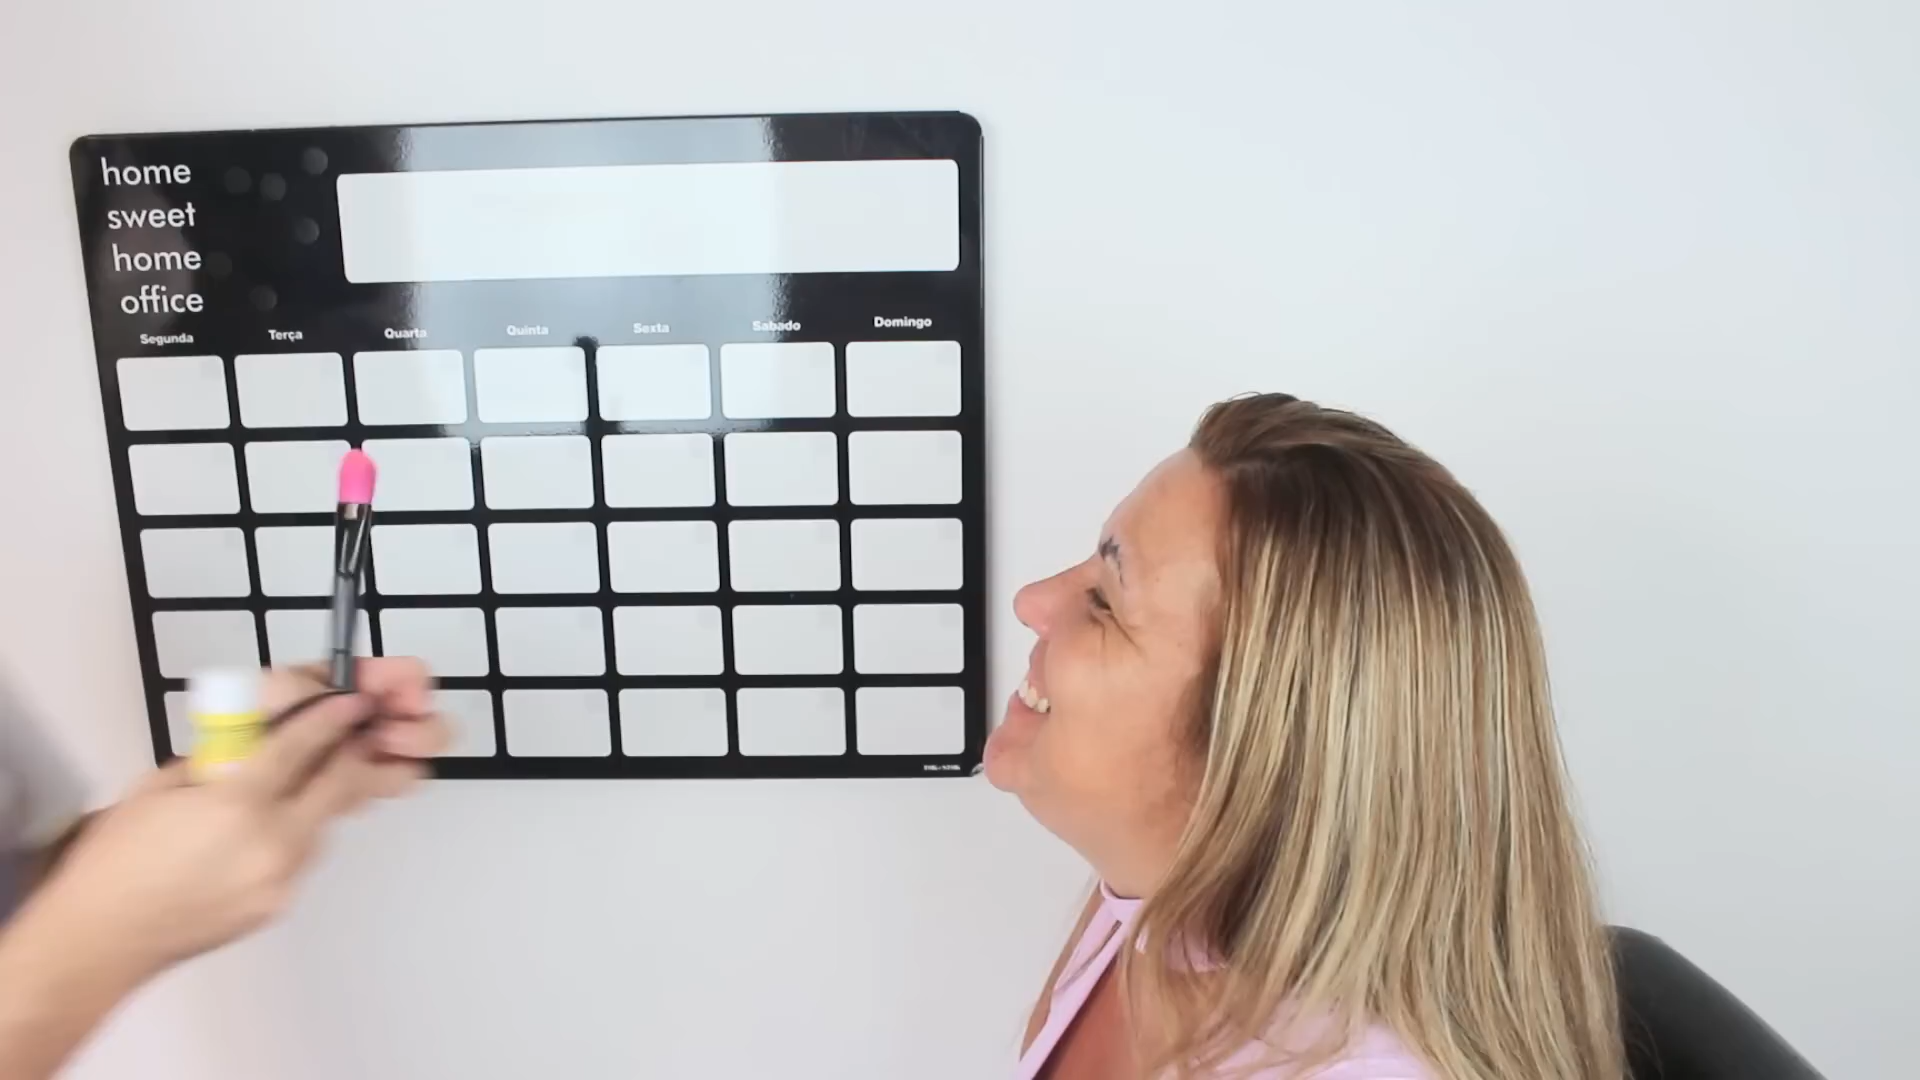 home
sweet
home
office
Segunda Terça Quarta Quinta Sexta Sabado Domingo